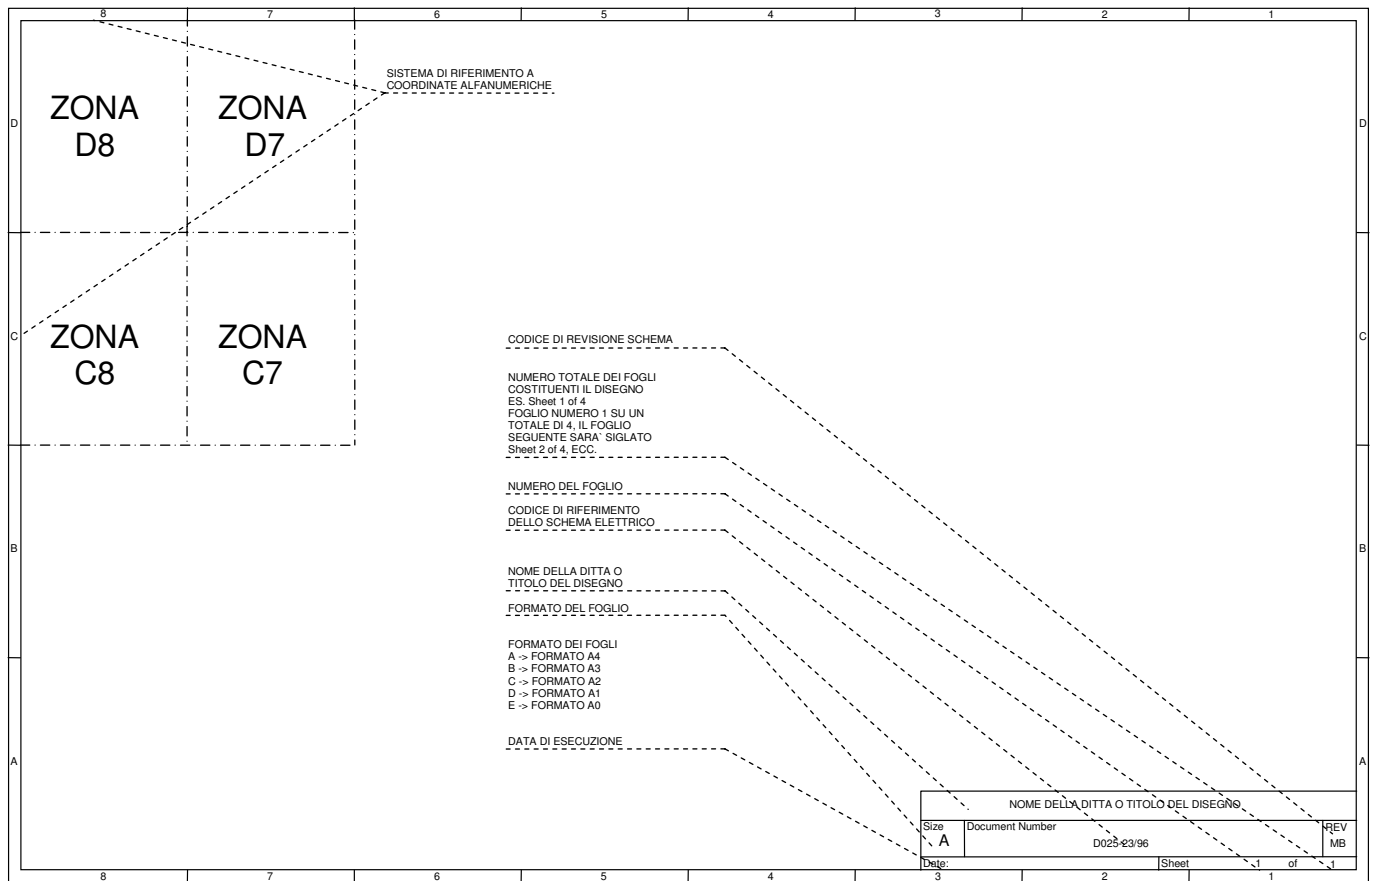 8 7 6 5 4 3 2 1
SISTEMA DI RIFERIMENTO A
COORDINATE ALFANUMERICHE
ZONA
D8
ZONA
D7
D
D
ZONA
C8
ZONA
C7
C
C
CODICE DI REVISIONE SCHEMA
NUMERO TOTALE DEI FOGLI
COSTITUENTI IL DISEGNO
ES. Sheet 1 of 4
FOGLIO NUMERO 1 SU UN
TOTALE DI 4, IL FOGLIO
SEGUENTE SARA` SIGLATO
Sheet 2 of 4, ECC.
NUMERO DEL FOGLIO
CODICE DI RIFERIMENTO
DELLO SCHEMA ELETTRICO
B
B
NOME DELLA DITTA O
TITOLO DEL DISEGNO
FORMATO DEL FOGLIO
FORMATO DEI FOGLI
A -> FORMATO A4
B -> FORMATO A3
C -> FORMATO A2
D -> FORMATO A1
E -> FORMATO A0
DATA DI ESECUZIONE
A
A
NOME DELLA DITTA O TITOLO DEL DISEGNO
Size
A
Document Number
D025-23/96
REV
MB
Date:
Sheet 1 of 1
8 7 6 5 4 3 2 1